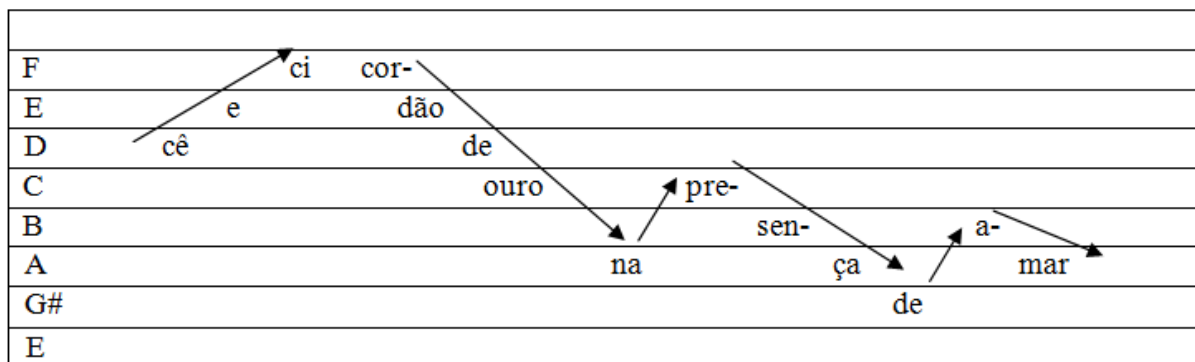 F ci cor-
E e dão
D cê de
C ouro pre-
B sen- a-
A na ça mar
G# de
E